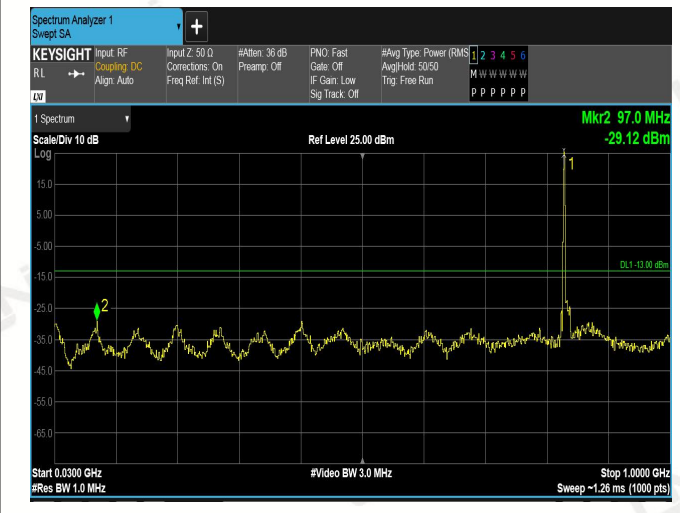 Spectrum Analyzer 1
Swept SA
+
KEYSIGHT Input: RF Input Z: 50 Ω #Atten: 36 dB PNO: Fast #Avg Type: Power (RMS 1 2 3 4 5 6
RL Coupling: DC Corrections: On Preamp: Off Gate: Off Avg|Hold: 50/50 M W W W W W
Align: Auto Freq Ref: Int (S) IF Gain: Low Trig: Free Run
LXI Sig Track: Off P P P P P P
1 Spectrum Mkr2 97.0 MHz
Scale/Div 10 dB Ref Level 25.00 dBm -29.12 dBm
Log
1
15.0
5.00
-5.00
DL1 -13.00 dBm
-15.0
2
-25.0
-35.0
-45.0
-55.0
-65.0
Start 0.0300 GHz #Video BW 3.0 MHz Stop 1.0000 GHz
#Res BW 1.0 MHz Sweep ~1.26 ms (1000 pts)